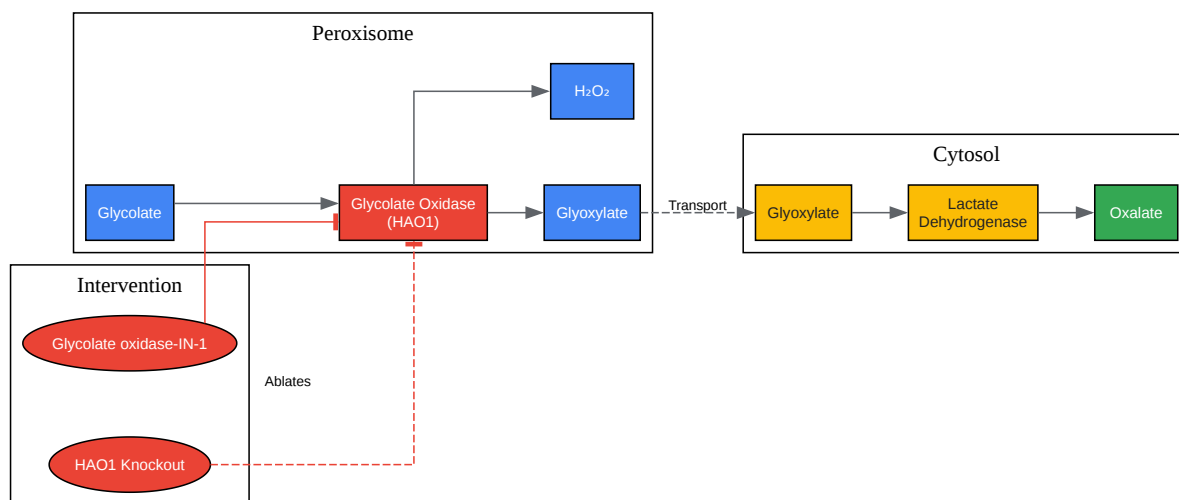 Peroxisome
H₂O₂
Glycolate
Glycolate Oxidase
(HAO1)
Glyoxylate
Transport
Cytosol
Glyoxylate
Lactate
Dehydrogenase
Oxalate
Intervention
Glycolate oxidase-IN-1
Ablates
HAO1 Knockout